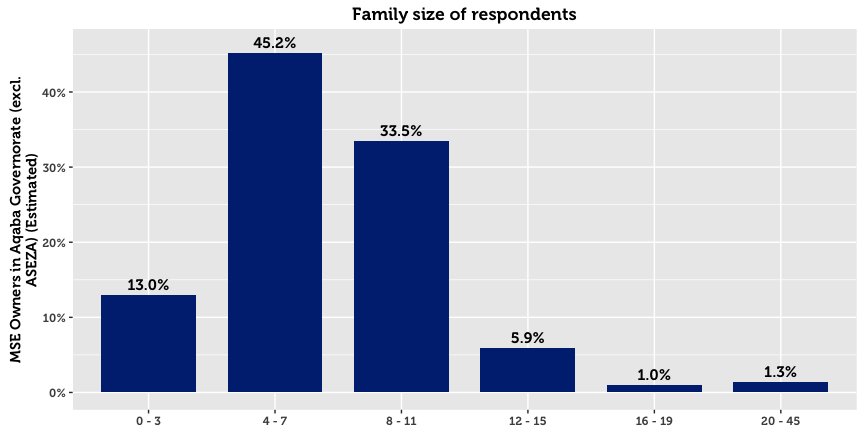 Family size of respondents
MSE Owners in Aqaba Governorate (excl.
ASEZA) (Estimated)
40%
30%
20%
10%
0%
13.0%
45.2%
33.5%
5.9%
1.0%
1.3%
0 - 3
4 - 7
8 - 11
12 - 15
16 - 19
20 - 45